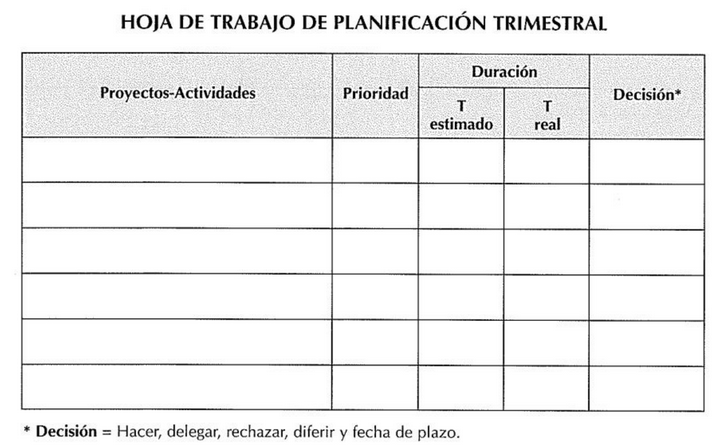 HOJA DE TRABAJO DE PLANIFICACIÓN TRIMESTRAL
Proyectos-Actividades
Prioridad
Duración
T
estimado
T
real
Decisión*
* Decisión = Hacer, delegar, rechazar, diferir y fecha de plazo.